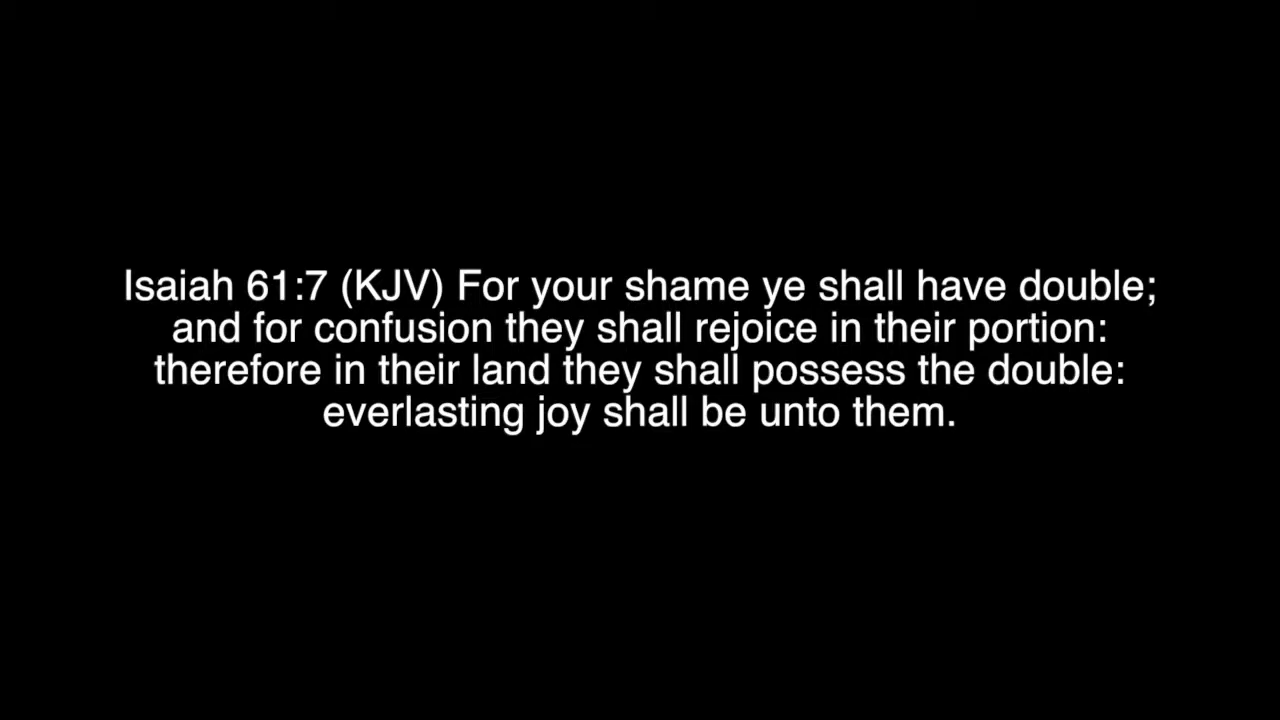 Isaiah 61:7 (KJV) For your shame ye shall have double;
and for confusion they shall rejoice in their portion:
therefore in their land they shall possess the double:
everlasting joy shall be unto them.